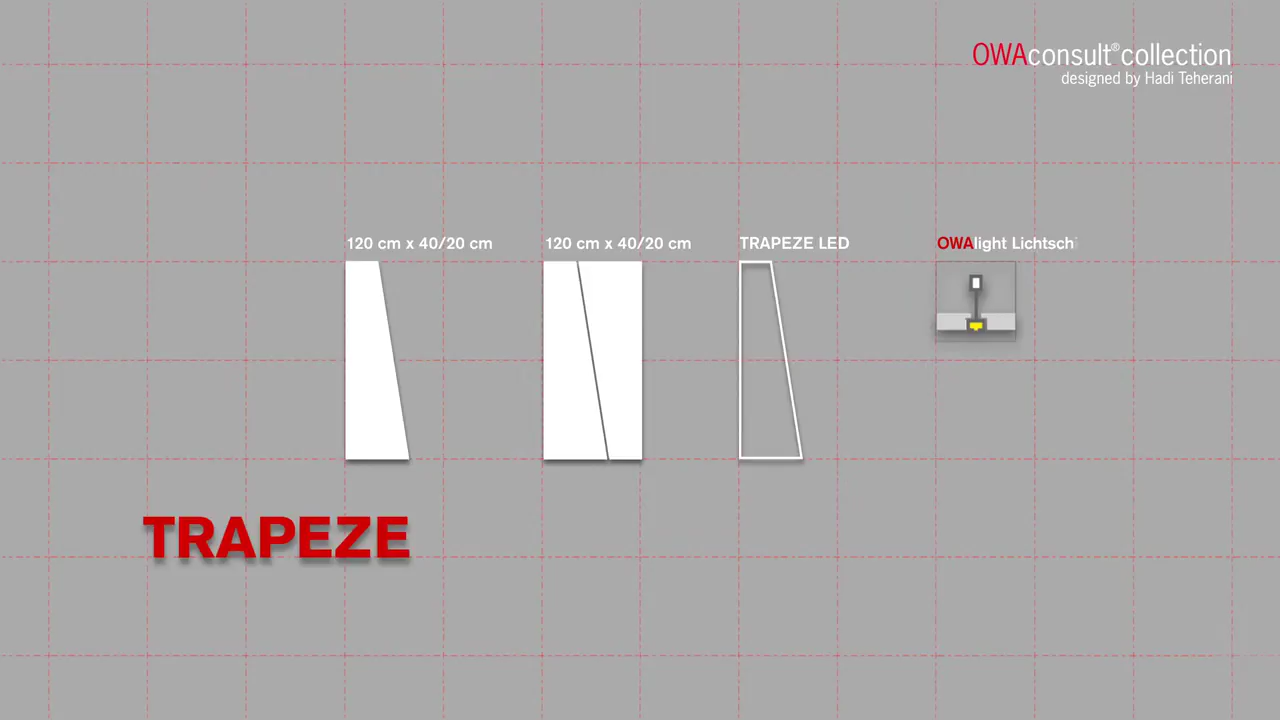 OWAconsult®collection
designed by Hadi Teherani
120 cm x 40/20 cm
120 cm x 40/20 cm
TRAPEZE LED
OWAlight Lichtsch
TRAPEZE